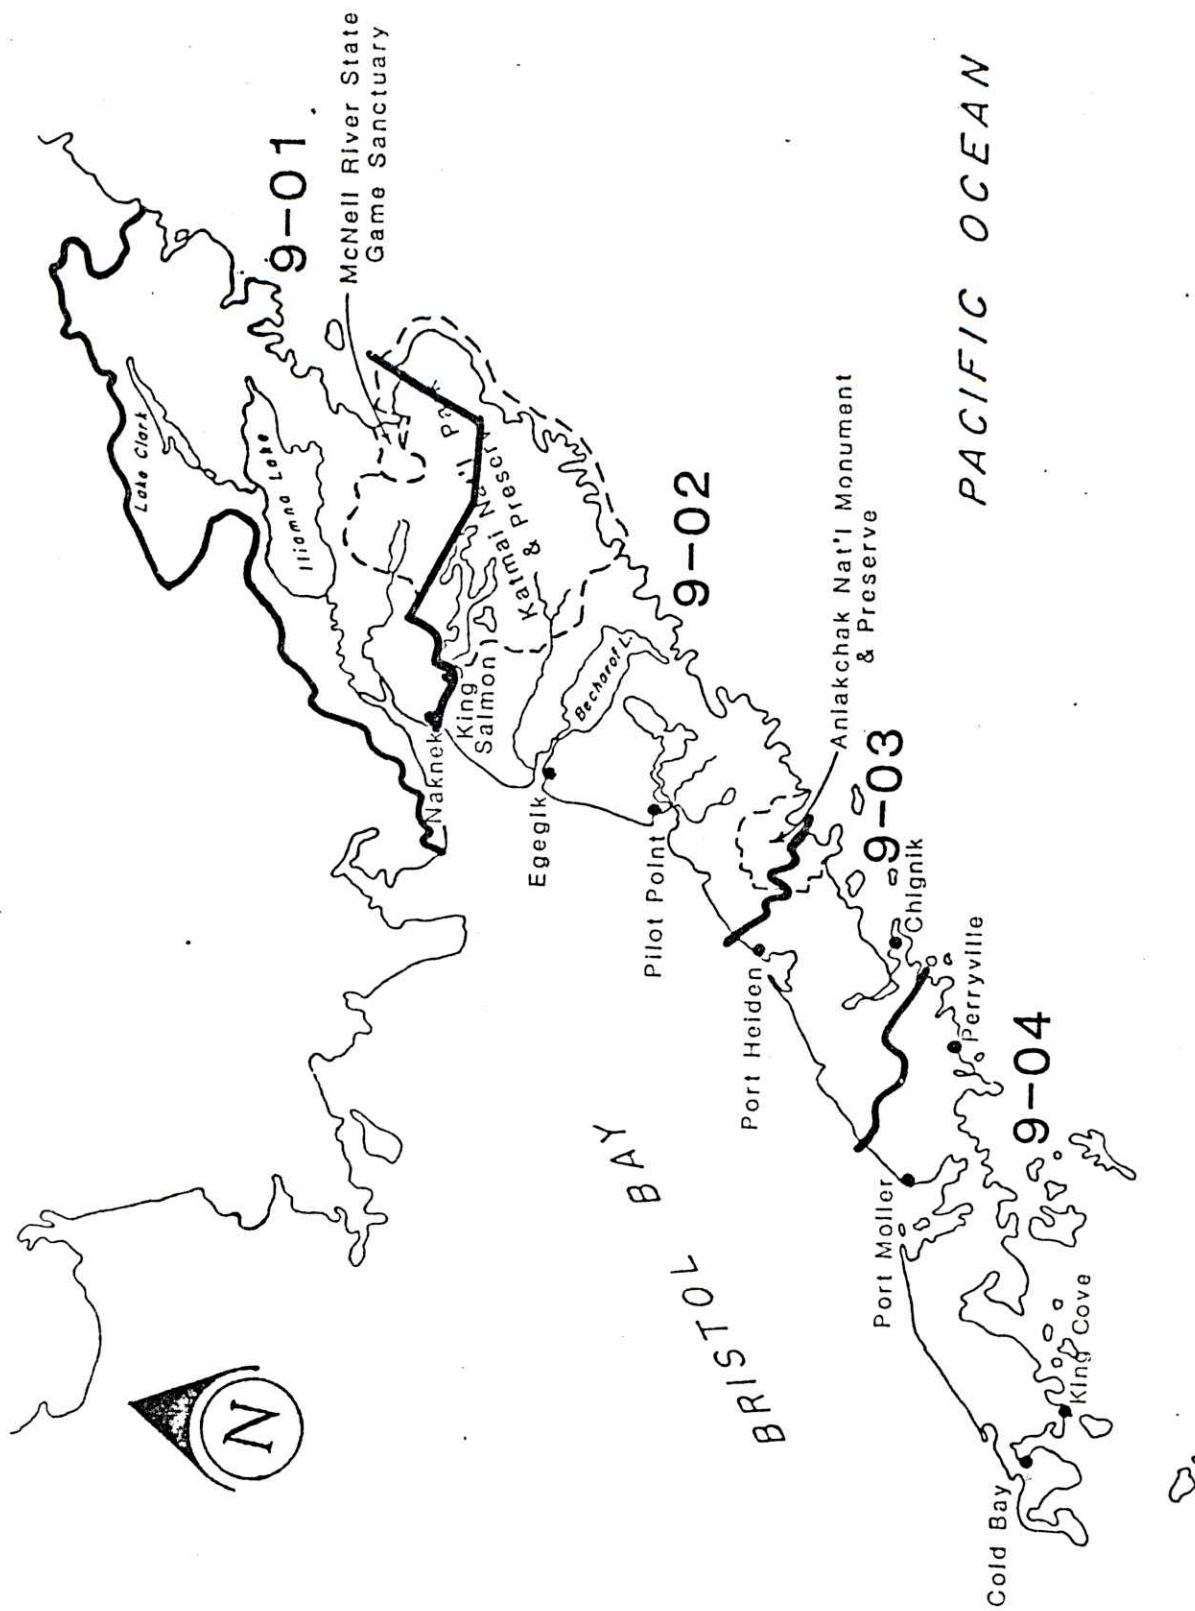 9-01
McNeil River State
Game Sanctuary
Lake Clark
Iliamna Lake
Katmai Nat'l Park
& Preserve
Naknek
King
Salmon
Becharof L.
Egegik
9-02
Pilot Point
Aniakchak Nat'l Monument
& Preserve
9-03
Port Heiden
Chignik
Perryville
9-04
Port Moller
King Cove
Cold Bay
BRISTOL BAY
PACIFIC OCEAN
N